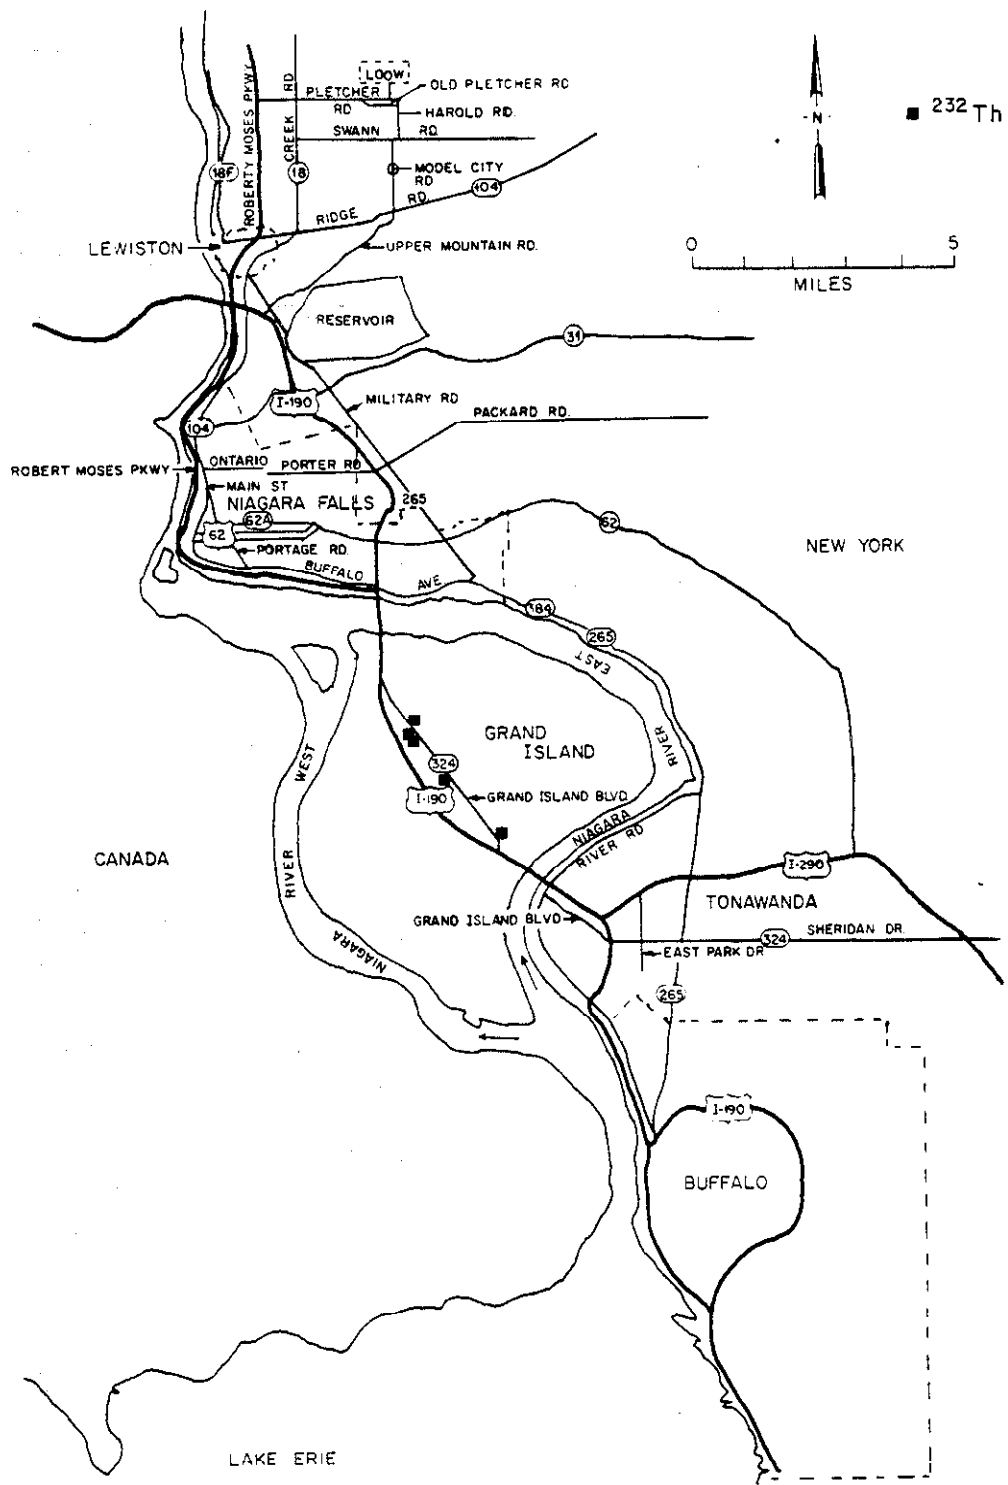 LOOW
OLD PLETCHER RD
PLETCHER
RD
HAROLD RD.
SWANN RD
ROBERTY MOSES PKWY
CREEK RD
18F
18
MODEL CITY
RD
104
RIDGE RD.
LEWISTON
UPPER MOUNTAIN RD.
N
232 Th
0 5
MILES
RESERVOIR
31
I-190
MILITARY RD
PACKARD RD.
104
ROBERT MOSES PKWY
ONTARIO
PORTER RD
MAIN ST
NIAGARA FALLS
265
62A
62
62
PORTAGE RD.
BUFFALO AVE
NEW YORK
384
265
EAST
RIVER
GRAND
ISLAND
WEST
324
I-190
GRAND ISLAND BLVD
NIAGARA
RIVER RD
CANADA
RIVER
NIAGARA
I-290
TONAWANDA
GRAND ISLAND BLVD
324
SHERIDAN DR.
EAST PARK DR
265
I-190
BUFFALO
LAKE ERIE